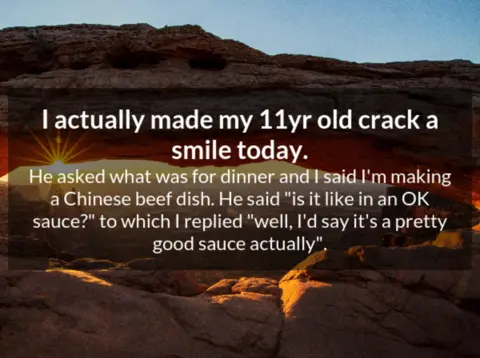 I actually made my 11yr old crack a
smile today.
He asked what was for dinner and I said I'm making
a Chinese beef dish. He said "is it like in an OK
sauce?" to which I replied "well, I'd say it's a pretty
good sauce actually".